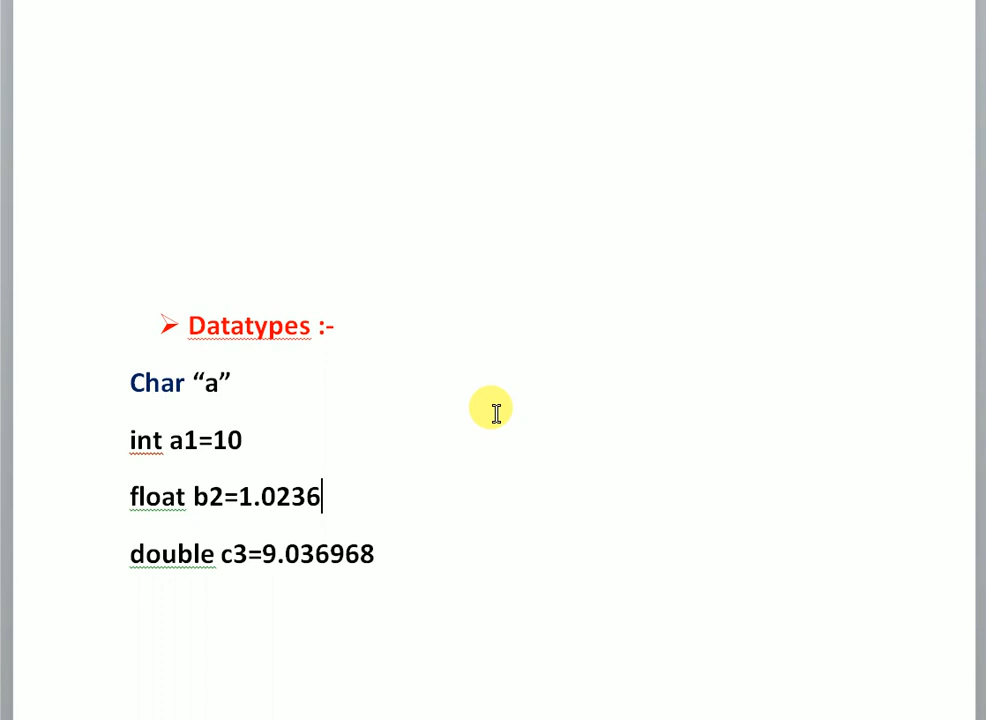 ➢ Datatypes :-
Char “a”
int a1=10
float b2=1.0236
double c3=9.036968